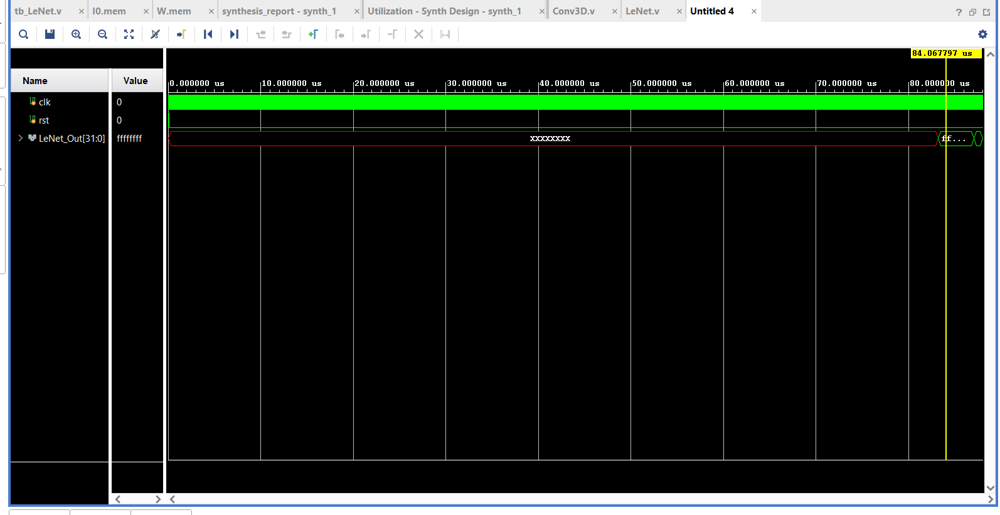 tb_LeNet.v × I0.mem × W.mem × synthesis_report - synth_1 × Utilization - Synth Design - synth_1 × Conv3D.v × LeNet.v × Untitled 4 × ?
84.067797 us
Name Value 0.000000 us 10.000000 us 20.000000 us 30.000000 us 40.000000 us 50.000000 us 60.000000 us 70.000000 us 80.000000 us
clk 0
rst 0
LeNet_Out[31:0] ffffffff XXXXXXXX ff...